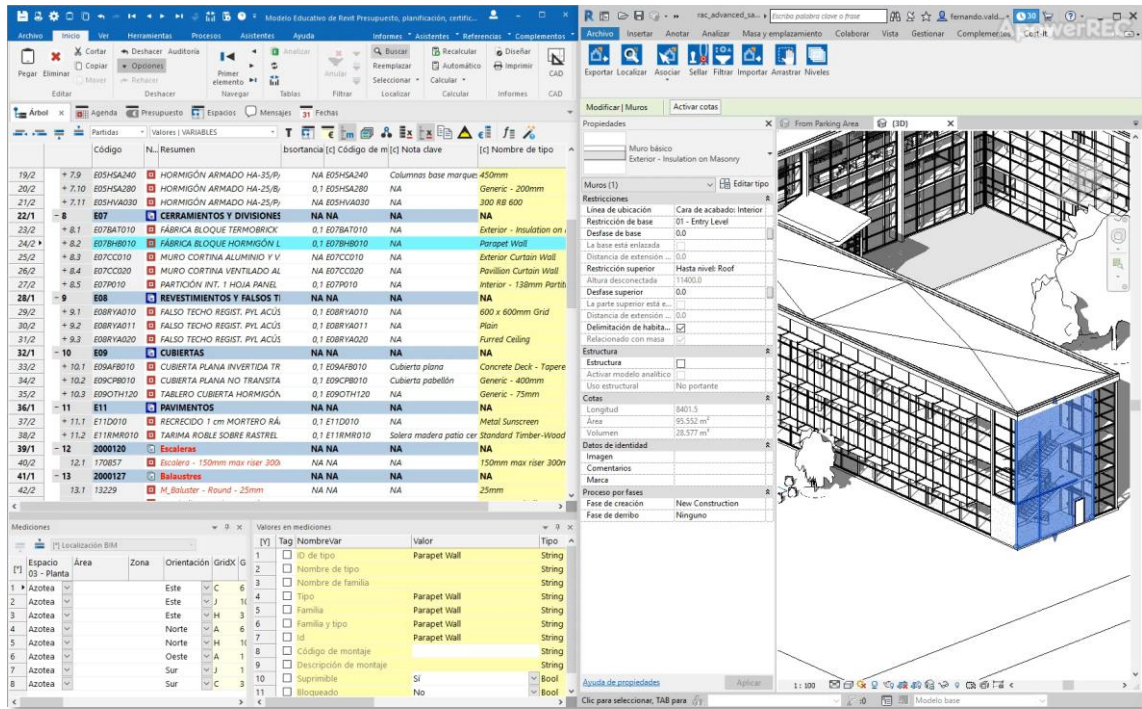 Modelo Educativo de Revit Presupuesto, planificación, certific...
Archivo Inicio Ver Herramientas Procesos Asistentes Ayuda Informes Asistentes Referencias Complementos
Pegar Eliminar Cortar Copiar Mover Deshacer Auditoría Opciones Rehacer Primer elemento Analizar Anular Buscar Reemplazar Seleccionar Recalcular Automático Calcular Diseñar Imprimir CAD
Editar Deshacer Navegar Tablas Filtrar Localizar Calcular Informes CAD
Árbol Agenda Presupuesto Espacios Mensajes 31 Fechas
Partidas Valores | VARIABLES
Código N... Resumen bsortancia [c] Código de m [c] Nota clave [c] Nombre de tipo
19/2 + 7.9 E05HSA240 HORMIGÓN ARMADO HA-35/P/ NA E05HSA240 Columnas base marque: 450mm
20/2 + 7.10 E05HSA280 HORMIGÓN ARMADO HA-25/B/ 0,1 E05HSA280 NA Generic - 200mm
21/2 + 7.11 E05HVA030 HORMIGÓN ARMADO HA-25/P/ NA E05HVA030 NA 300 RB 600
22/1 - 8 E07 CERRAMIENTOS Y DIVISIONES NA NA NA NA
23/2 + 8.1 E07BAT010 FÁBRICA BLOQUE TERMOBRICK 0,1 E07BAT010 NA Exterior - Insulation on
24/2 + 8.2 E07BHB010 FÁBRICA BLOQUE HORMIGÓN L 0,1 E07BHB010 NA Parapet Wall
25/2 + 8.3 E07CC010 MURO CORTINA ALUMINIO Y V NA E07CC010 NA Exterior Curtain Wall
26/2 + 8.4 E07CC020 MURO CORTINA VENTILADO AL NA E07CC020 NA Pavillion Curtain Wall
27/2 + 8.5 E07P010 PARTICIÓN INT. 1 HOJA PANEL 0,1 E07P010 NA Interior - 138mm Partit
28/1 - 9 E08 REVESTIMIENTOS Y FALSOS TI NA NA NA NA
29/2 + 9.1 E08RYA010 FALSO TECHO REGIST. PYL ACÚS 0,1 E08RYA010 NA 600 x 600mm Grid
30/2 + 9.2 E08RYA011 FALSO TECHO REGIST. PYL ACÚS 0,1 E08RYA011 NA Plain
31/2 + 9.3 E08RYA020 FALSO TECHO REGIST. PYL ACÚS 0,1 E08RYA020 NA Furred Ceiling
32/1 - 10 E09 CUBIERTAS NA NA NA NA
33/2 + 10.1 E09AFB010 CUBIERTA PLANA INVERTIDA TR 0,1 E09AFB010 Cubierta plana Concrete Deck - Tapere
34/2 + 10.2 E09CPB010 CUBIERTA PLANA NO TRANSITA 0,1 E09CPB010 Cubierta pabellón Generic - 400mm
35/2 + 10.3 E09OTH120 TABLERO CUBIERTA HORMIGÓN 0,1 E09OTH120 NA Generic - 75mm
36/1 - 11 E11 PAVIMENTOS NA NA NA NA
37/2 + 11.1 E11D010 RECRECIDO 1 cm MORTERO RÁ 0,1 E11D010 NA Metal Sunscreen
38/2 + 11.2 E11RMR010 TARIMA ROBLE SOBRE RASTREL 0,1 E11RMR010 Solera madera patio cer Standard Timber-Wood
39/1 - 12 2000120 Escaleras NA NA NA NA
40/2 12.1 170857 Escalera - 150mm max riser 300 NA NA NA 150mm max riser 300m
41/1 - 13 2000127 Balaustres NA NA NA NA
42/2 13.1 13229 M_Baluster - Round - 25mm NA NA NA 25mm
Mediciones
[*] Localización BIM
[*] Espacio Área Zona Orientación GridX G
03 - Planta
1 Azotea Este C 6
2 Azotea Este J 10
3 Azotea Este H 3
4 Azotea Norte A 6
5 Azotea Norte H 10
6 Azotea Oeste A 1
7 Azotea Sur J 1
8 Azotea Sur C 3
Valores en mediciones
[Y] Tag NombreVar Valor Tipo
1 ID de tipo Parapet Wall String
2 Nombre de tipo String
3 Nombre de familia String
4 Tipo Parapet Wall String
5 Familia Parapet Wall String
6 Familia y tipo Parapet Wall String
7 Id Parapet Wall String
8 Código de montaje String
9 Descripción de montaje String
10 Suprimible Sí Bool
11 Bloqueado No Bool
rac_advanced_sa... Escriba palabra clave o frase fernando.vald... 30
PowerREC
Archivo Insertar Anotar Analizar Masa y emplazamiento Colaborar Vista Gestionar Complementos Cost-It
Exportar Localizar Asociar Sellar Filtrar Importar Arrastrar Niveles
Modificar | Muros Activar cotas
Propiedades
Muro básico
Exterior - Insulation on Masonry
Muros (1) Editar tipo
Restricciones
Línea de ubicación Cara de acabado: Interior
Restricción de base 01 - Entry Level
Desfase de base 0.0
La base está enlazada
Distancia de extensión ... 0.0
Restricción superior Hasta nivel: Roof
Altura desconectada 11400.0
Desfase superior 0.0
La parte superior está e...
Distancia de extensión ... 0.0
Delimitación de habita...
Relacionado con masa
Estructura
Estructura
Activar modelo analítico
Uso estructural No portante
Cotas
Longitud 8401.5
Área 95.552 m²
Volumen 28.577 m³
Datos de identidad
Imagen
Comentarios
Marca
Proceso por fases
Fase de creación New Construction
Fase de derribo Ninguno
Ayuda de propiedades Aplicar
From Parking Area {3D}
1 : 100
Clic para seleccionar, TAB para :0 Modelo base